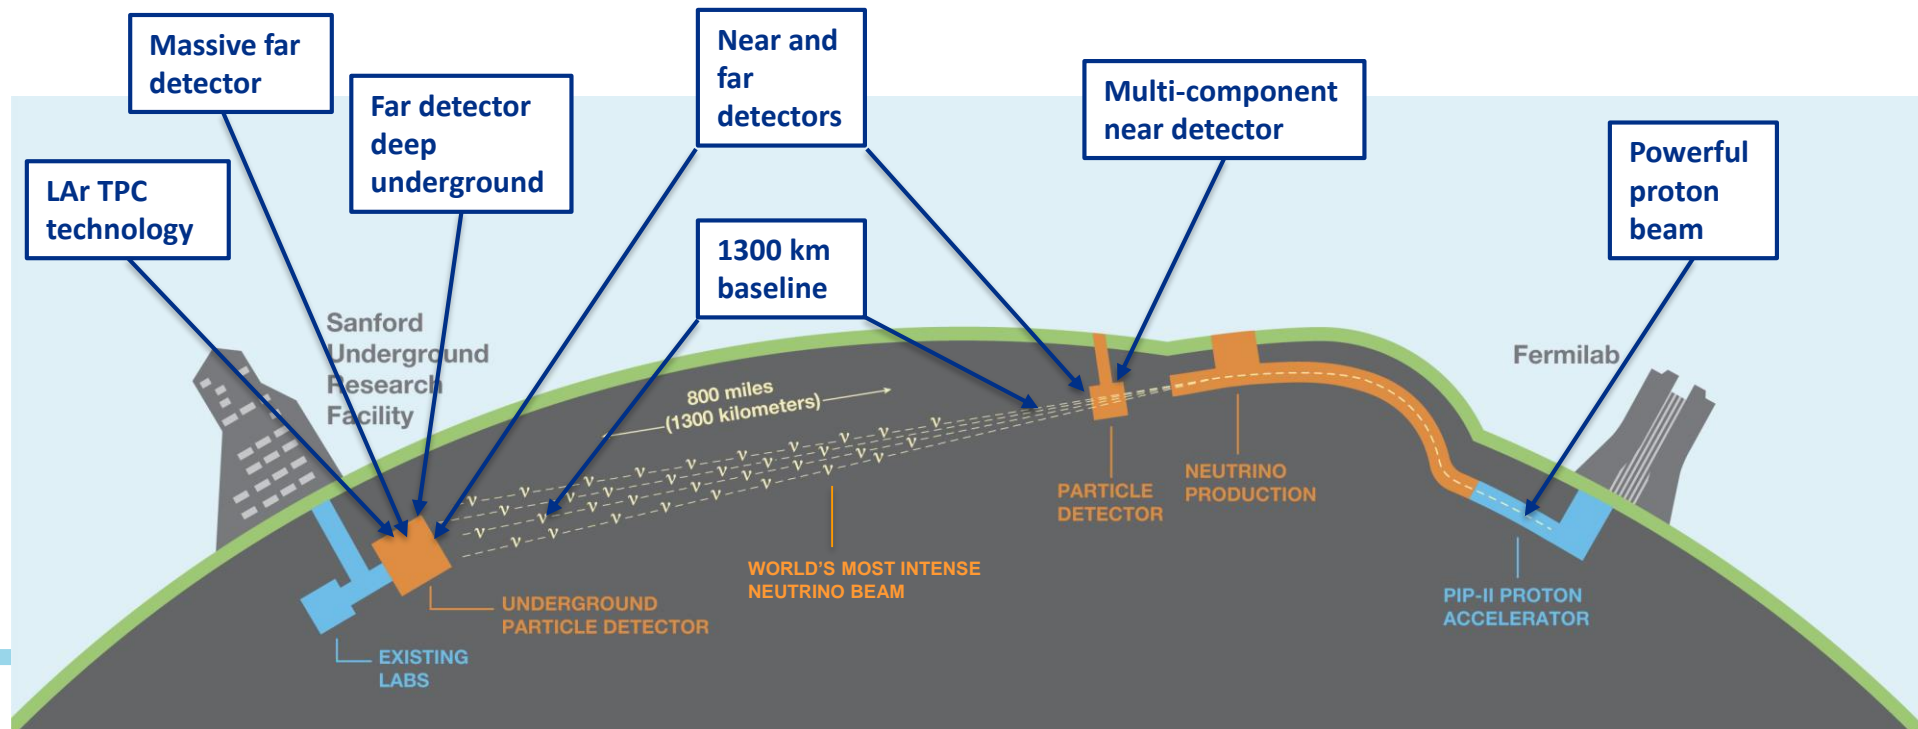 Massive far
detector
Far detector
deep
underground
LAr TPC
technology
Near and
far
detectors
1300 km
baseline
Multi-component
near detector
Powerful
proton
beam
Sanford
Underground
Research
Facility
Fermilab
800 miles
(1300 kilometers)
ν ν ν ν ν ν ν ν
ν ν ν ν ν ν ν ν
ν ν ν ν ν ν ν ν
ν ν ν ν ν ν ν
PARTICLE
DETECTOR
NEUTRINO
PRODUCTION
WORLD'S MOST INTENSE
NEUTRINO BEAM
UNDERGROUND
PARTICLE DETECTOR
EXISTING
LABS
PIP-II PROTON
ACCELERATOR